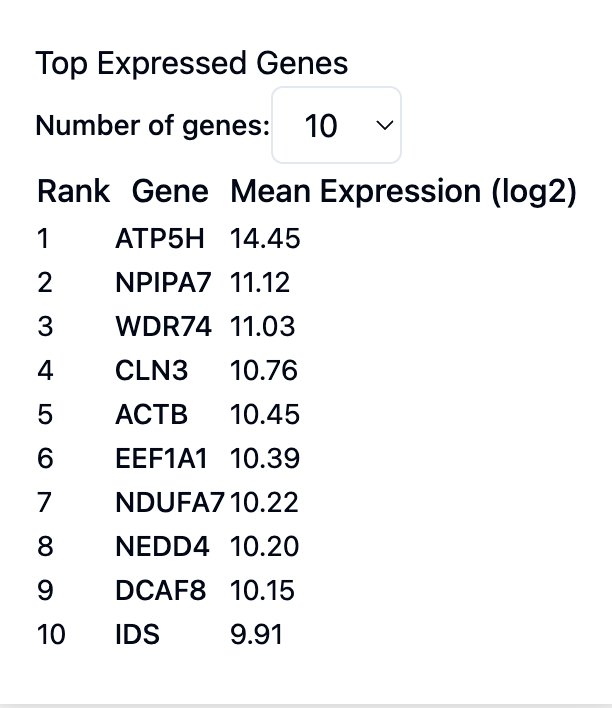 Top Expressed Genes
Number of genes: 10
Rank Gene Mean Expression (log2)
1 ATP5H 14.45
2 NPIPA7 11.12
3 WDR74 11.03
4 CLN3 10.76
5 ACTB 10.45
6 EEF1A1 10.39
7 NDUFA7 10.22
8 NEDD4 10.20
9 DCAF8 10.15
10 IDS 9.91